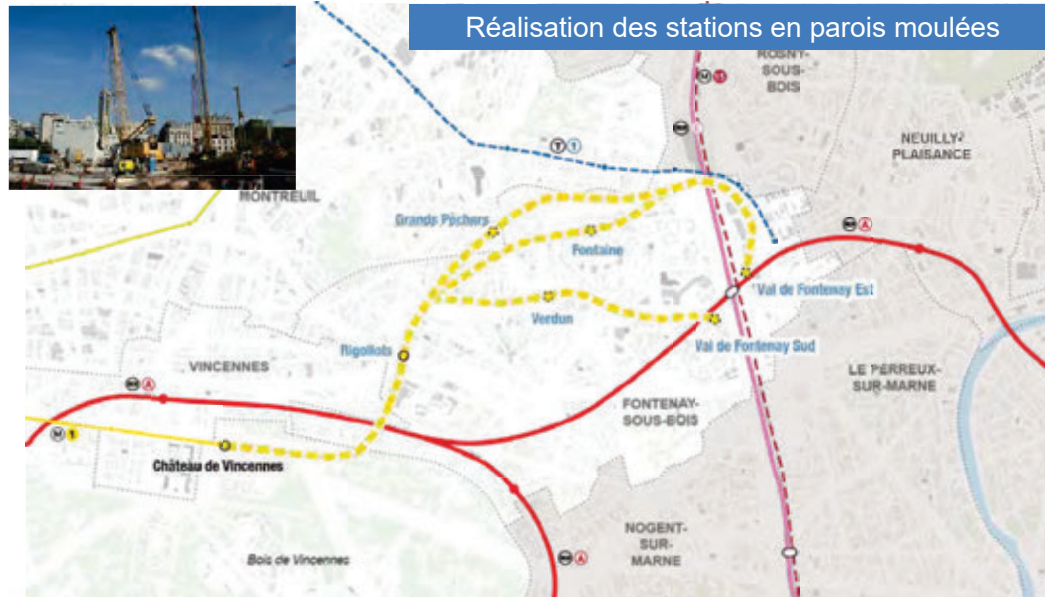 Réalisation des stations en parois moulées
ROSNY-
SOUS-
BOIS
M
NEUILLY-
PLAISANCE
T 1
MONTREUIL
Grands Pêchers
A
Fontaine
Val de Fontenay Est
Verdun
Val de Fontenay Sud
Rigollots
VINCENNES
LE PERREUX-
SUR-MARNE
A
FONTENAY-
SOUS-BOIS
M 1
Château de Vincennes
NOGENT-
SUR-
MARNE
Bois de Vincennes
A